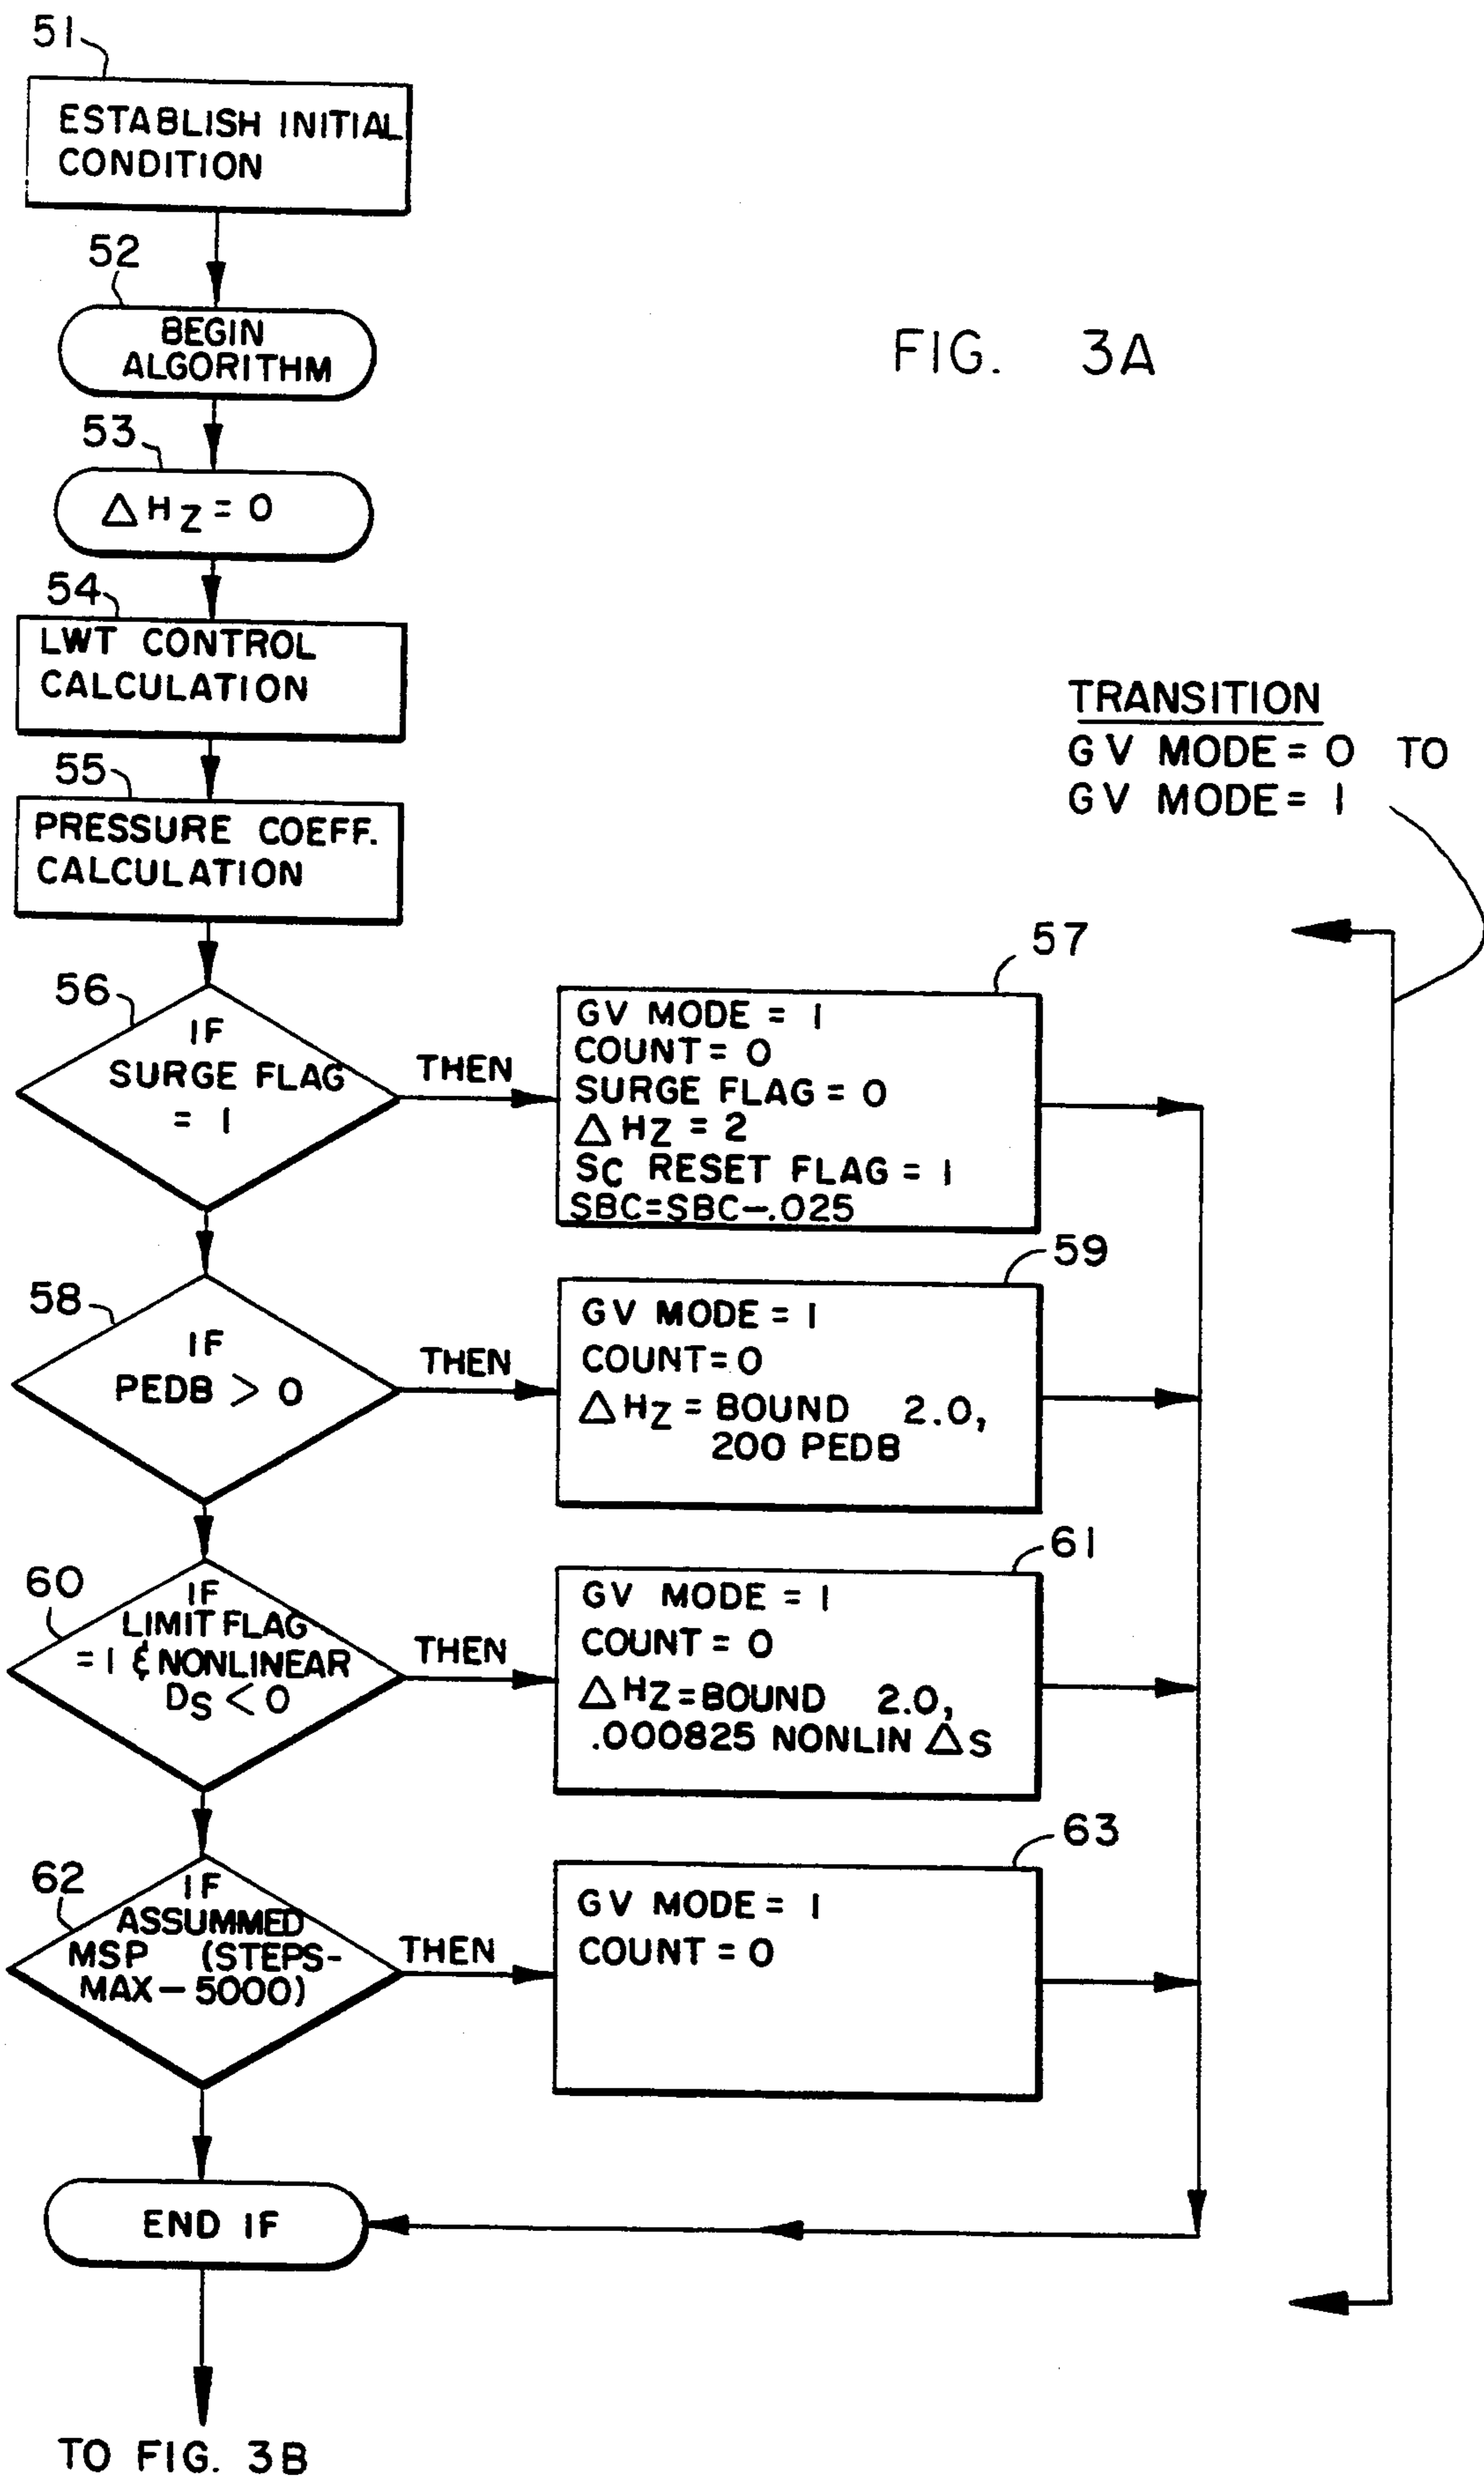 51
ESTABLISH INITIAL
CONDITION
52
BEGIN
ALGORITHM
FIG. 3A
53
△ HZ = 0
54
LWT CONTROL
CALCULATION
TRANSITION
GV MODE = 0 TO
GV MODE = 1
55
PRESSURE COEFF.
CALCULATION
56
IF
SURGE FLAG
= 1
THEN
57
GV MODE = 1
COUNT = 0
SURGE FLAG = 0
△ HZ = 2
SC RESET FLAG = 1
SBC=SBC-.025
58
IF
PEDB > 0
THEN
59
GV MODE = 1
COUNT=0
△ HZ = BOUND 2.0,
200 PEDB
60
IF
LIMIT FLAG
= 1 & NONLINEAR
DS < 0
THEN
61
GV MODE = 1
COUNT = 0
△ HZ=BOUND 2.0,
.000825 NONLIN △S
62
IF
ASSUMMED
MSP (STEPS-
MAX-5000)
THEN
63
GV MODE = 1
COUNT = 0
END IF
TO FIG. 3B